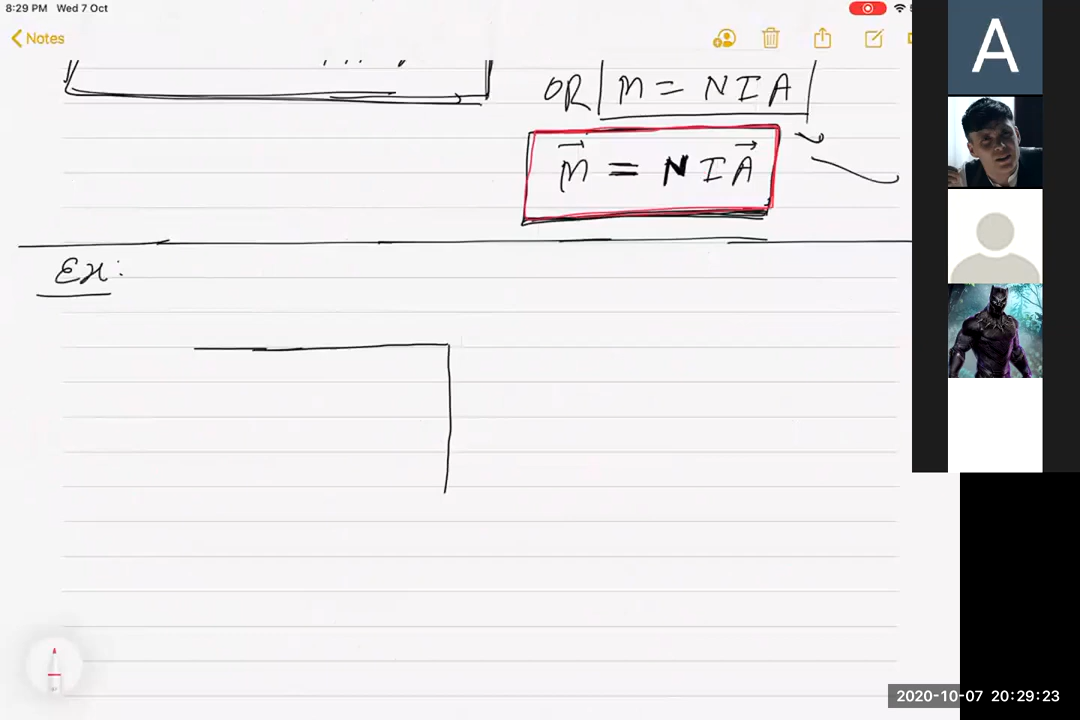 8:29 PM Wed 7 Oct
Notes
OR M = NIA
M⃗ = NIA⃗
Ex:
A
2020-10-07 20:29:23